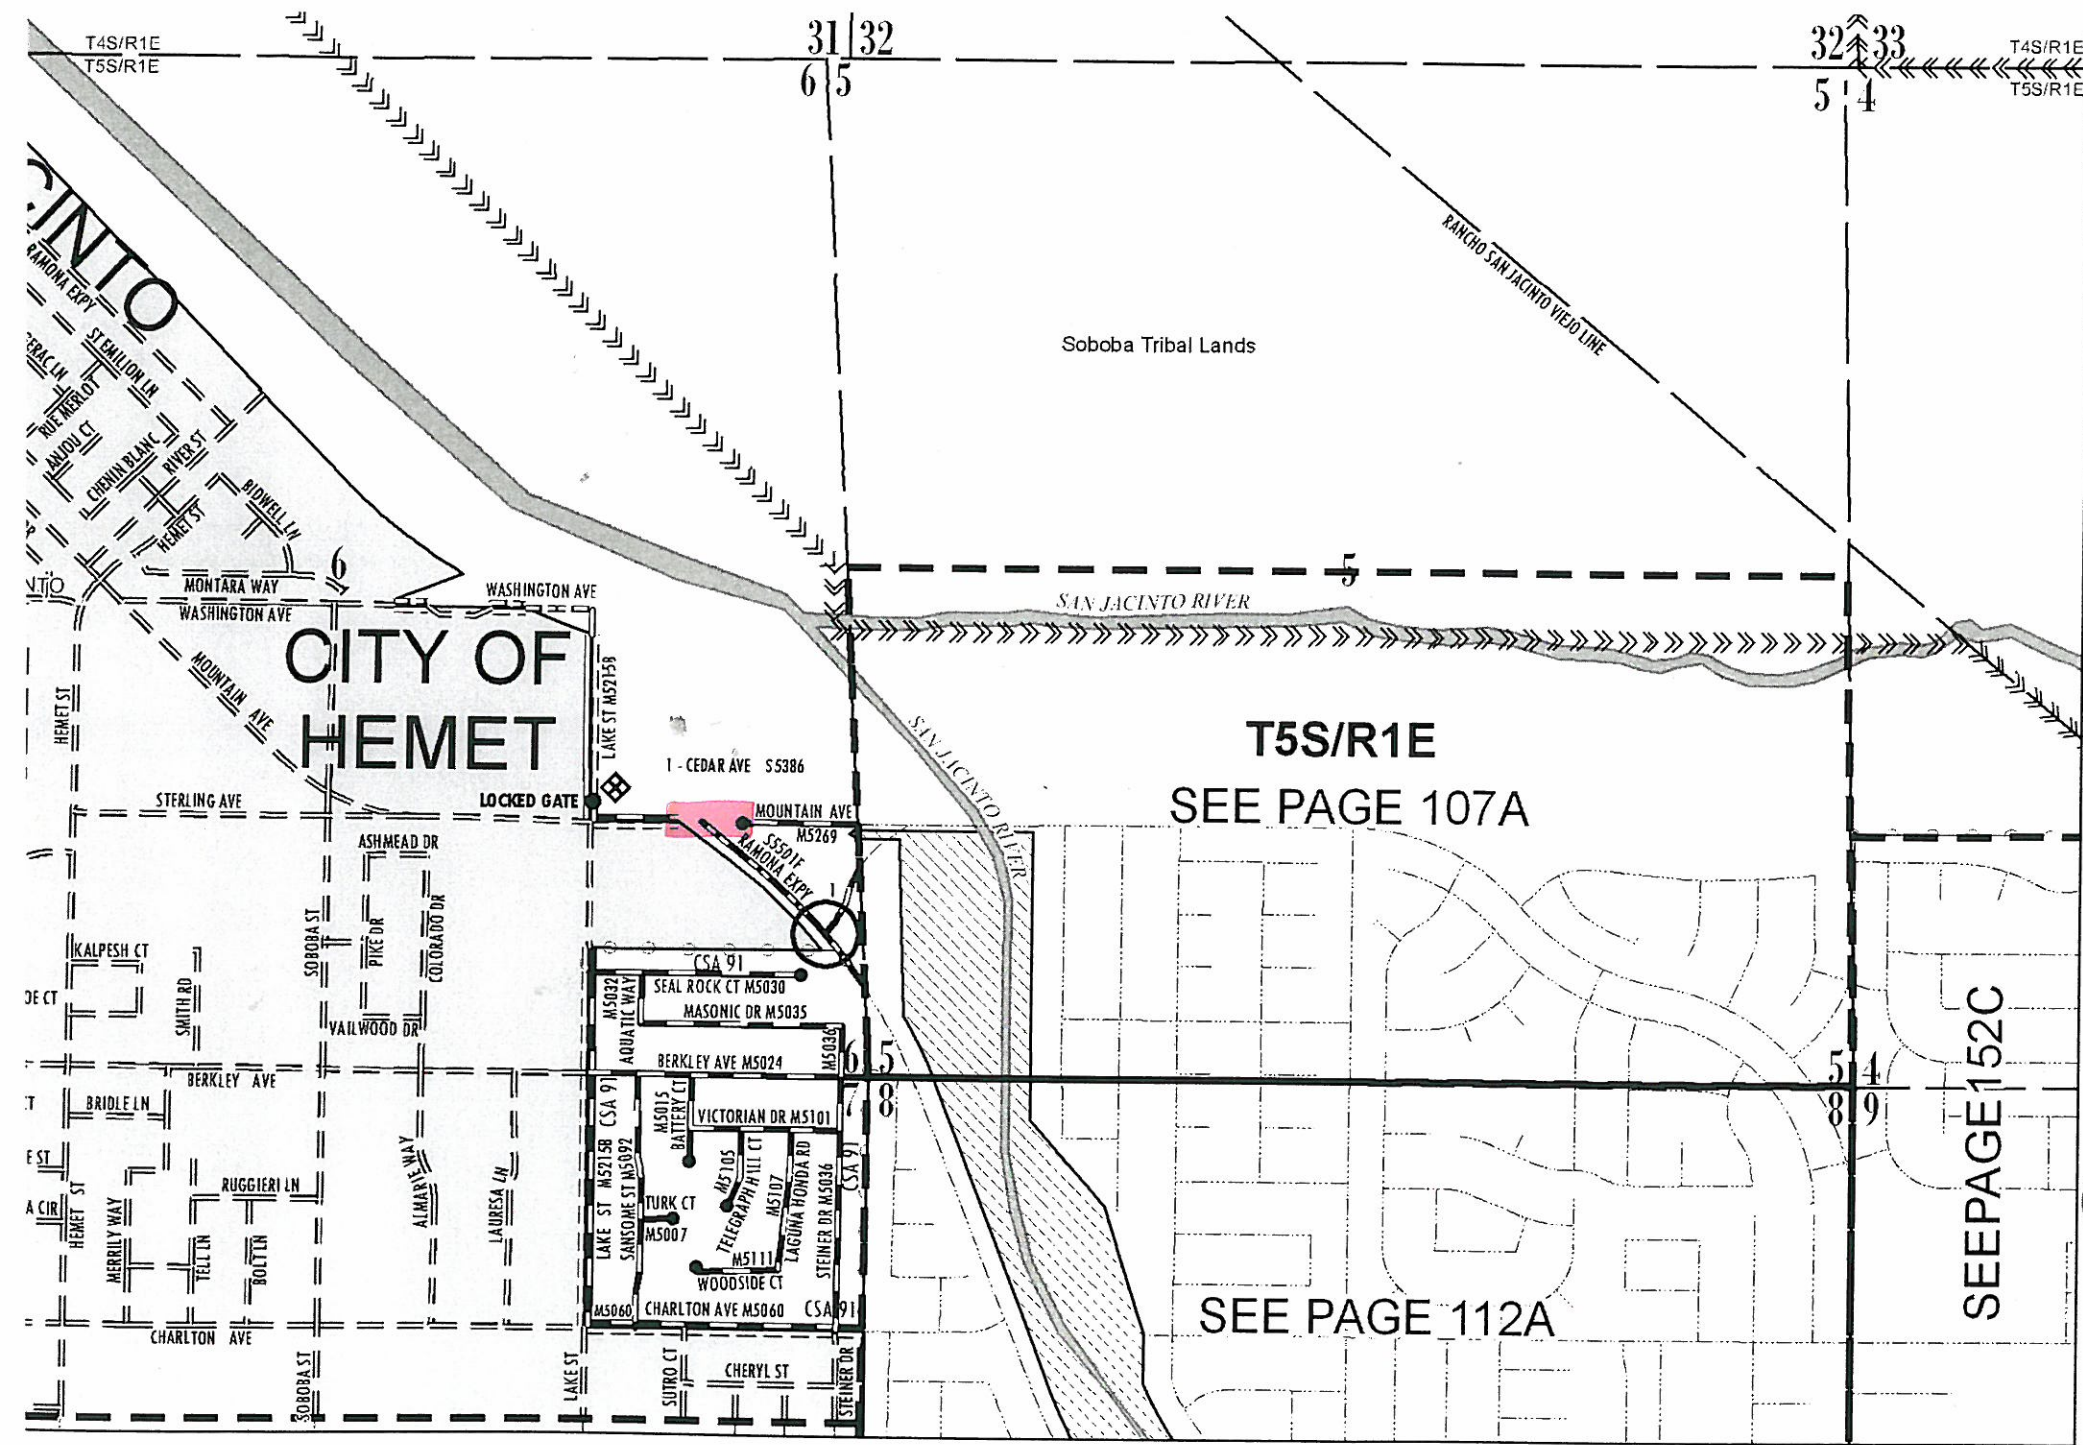 T4S/R1E
T5S/R1E
31 32
6 5
32 33
5 4
T4S/R1E
T5S/R1E
CINTO
RAMONA EXPY
ST EMILION LN
RUE MERLOT
ANJOU CT
CHENIN BLANC
RIVER ST
HEMET ST
BIDWELL LN
RANCHO SAN JACINTO VIEJO LINE
Soboba Tribal Lands
6
5
NTO
MONTARA WAY
WASHINGTON AVE
WASHINGTON AVE
SAN JACINTO RIVER
CITY OF
HEMET
MOUNTAIN AVE
HEMET ST
LAKE ST M5215B
SAN JACINTO RIVER
T5S/R1E
SEE PAGE 107A
1 - CEDAR AVE S5386
STERLING AVE
LOCKED GATE
MOUNTAIN AVE
M5269
S5501F
RAMONA EXPY
1
ASHMEAD DR
SOBOBA ST
PIKE DR
COLORADO DR
VAILWOOD DR
KALPESH CT
SMITH RD
DE CT
CSA 91
SEAL ROCK CT M5030
M5032
AQUATIC WAY
MASONIC DR M5035
M5036
BERKLEY AVE M5024
6 5
7 8
5 4
8 9
BERKLEY AVE
BRIDLE LN
CSA 91
M5015
BATTERY CT
VICTORIAN DR M5101
LAKE ST M5215B
SANSOME ST M5092
M5105
TELEGRAPH HILL CT
M5107
LAGUNA HONDA RD
STEINER DR M5036
CSA 91
TURK CT
M5007
M5111
WOODSIDE CT
M5060
CHARLTON AVE M5060
CSA 91
E ST
A CIR
HEMET ST
RUGGIERI LN
MERRILY WAY
TELL LN
BOLT LN
ALMARIE WAY
LAURESA LN
CHARLTON AVE
SOBOBA ST
LAKE ST
SUTRO CT
CHERYL ST
STEINER DR
SEE PAGE 112A
SEE PAGE 152C